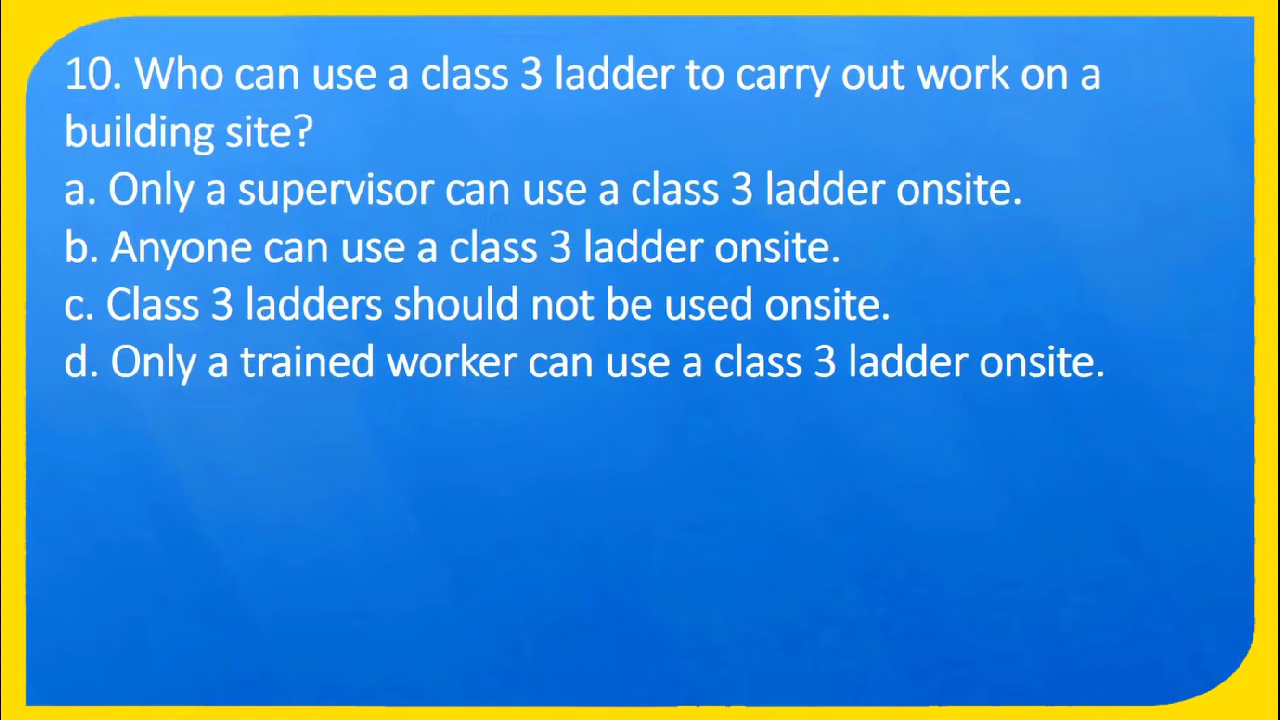 10. Who can use a class 3 ladder to carry out work on a
building site?
a. Only a supervisor can use a class 3 ladder onsite.
b. Anyone can use a class 3 ladder onsite.
c. Class 3 ladders should not be used onsite.
d. Only a trained worker can use a class 3 ladder onsite.